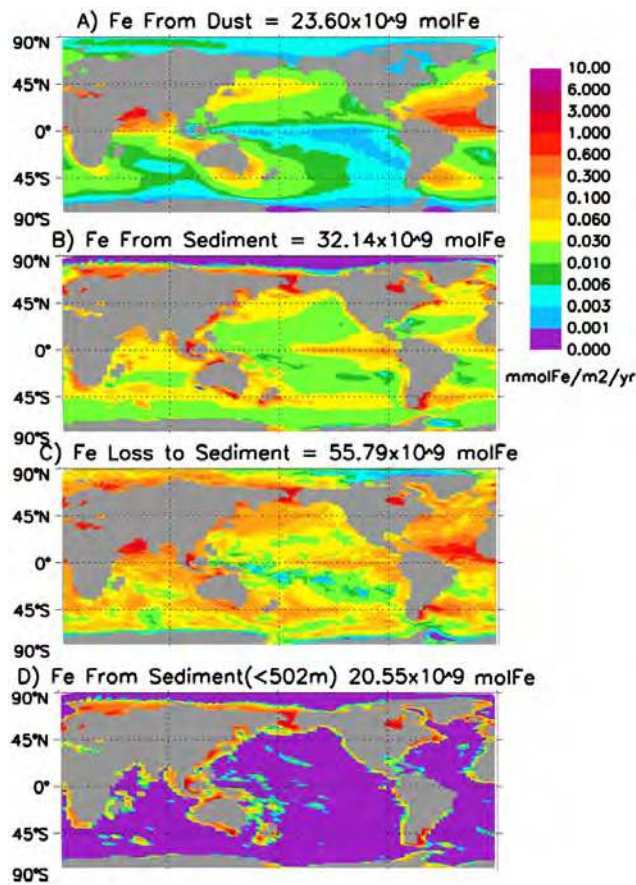 A) Fe From Dust = 23.60x10^9 molFe
90°N
45°N
0°
45°S
90°S
B) Fe From Sediment = 32.14x10^9 molFe
90°N
45°N
0°
45°S
90°S
C) Fe Loss to Sediment = 55.79x10^9 molFe
90°N
45°N
0°
45°S
90°S
D) Fe From Sediment(<502m) 20.55x10^9 molFe
90°N
45°N
0°
45°S
90°S
10.00
6.000
3.000
1.000
0.600
0.300
0.100
0.060
0.030
0.010
0.006
0.003
0.001
0.000
mmolFe/m2/yr